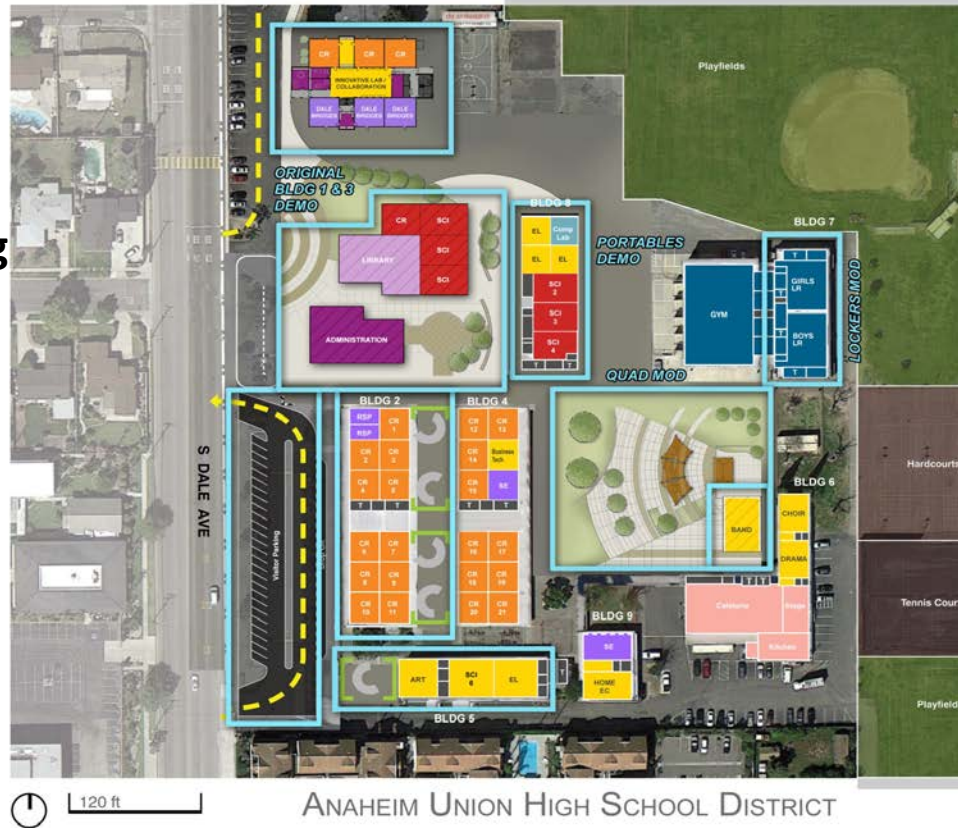 g
CR
CR
CR
INNOVATIVE LAB /
COLLABORATION
DALE
BRIDGES
DALE
BRIDGES
DALE
BRIDGES
Playfields
ORIGINAL
BLDG 1 & 3
DEMO
CR
SCI
SCI
SCI
LIBRARY
ADMINISTRATION
BLDG 8
EL
Comp
Lab
EL
EL
SCI
2
SCI
3
SCI
4
T
T
PORTABLES
DEMO
BLDG 7
GYM
T
GIRLS
LR
BOYS
LR
T
LOCKERS MOD
QUAD MOD
S DALE AVE
Visitor Parking
BLDG 2
RSP
RSP
CR
1
CR
2
CR
3
CR
4
CR
5
T
T
CR
6
CR
7
CR
8
CR
9
CR
10
CR
11
BLDG 4
CR
12
CR
13
CR
14
Business
Tech.
CR
15
SE
T
T
CR
16
CR
17
CR
18
CR
19
CR
20
CR
21
BAND
BLDG 6
CHOIR
DRAMA
T T
Cafeteria
Stage
Kitchen
BLDG 9
SE
HOME
EC
ART
SCI
6
EL
BLDG 5
Hardcourts
Tennis Cour
Playfield
120 ft
ANAHEIM UNION HIGH SCHOOL DISTRICT